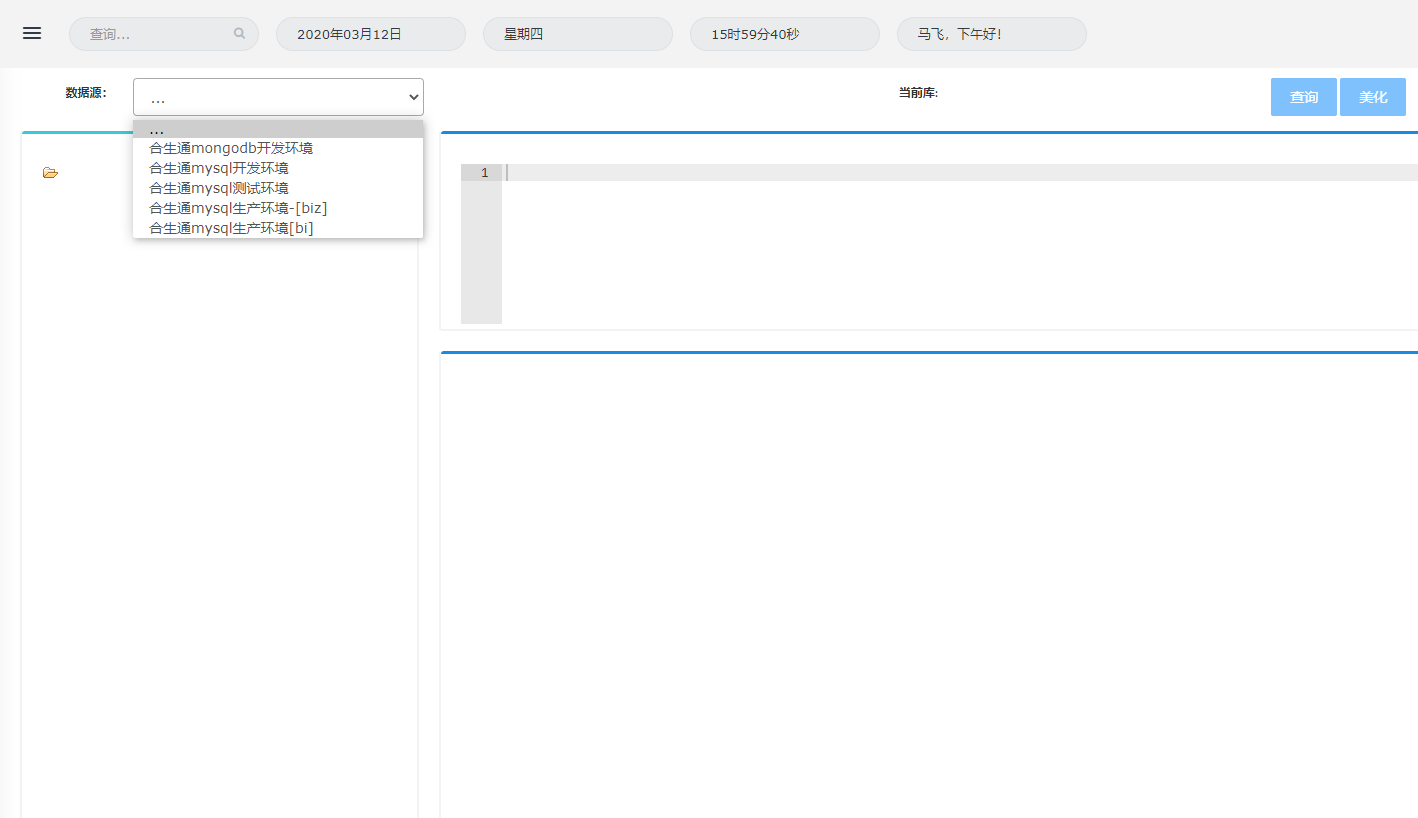 查询...
2020年03月12日
星期四
15时59分40秒
马飞，下午好！
数据源：
...
当前库：
查询
美化
...
合生通mongodb开发环境
合生通mysql开发环境
合生通mysql测试环境
合生通mysql生产环境-[biz]
合生通mysql生产环境[bi]
1